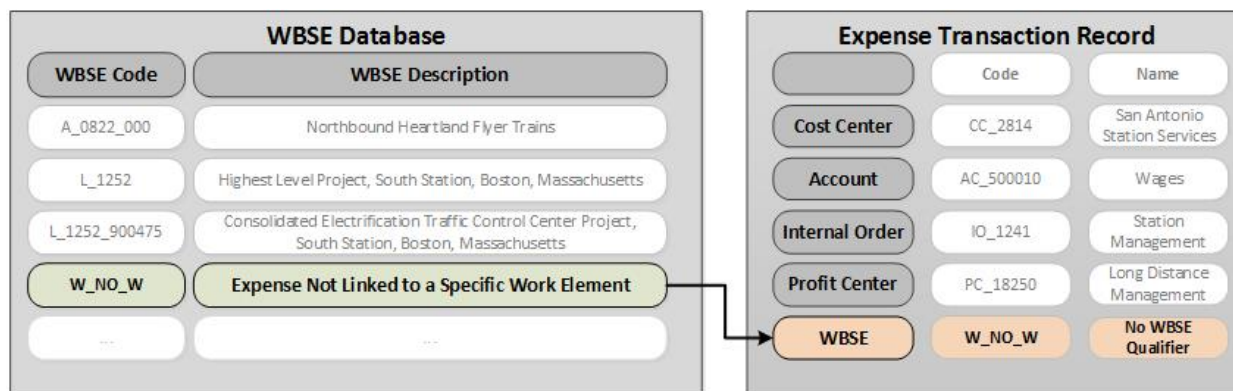 WBSE Database
WBSE Code
WBSE Description
A_0822_000
Northbound Heartland Flyer Trains
L_1252
Highest Level Project, South Station, Boston, Massachusetts
L_1252_900475
Consolidated Electrification Traffic Control Center Project,
South Station, Boston, Massachusetts
W_NO_W
Expense Not Linked to a Specific Work Element
...
...
Expense Transaction Record
Code
Name
Cost Center
CC_2814
San Antonio
Station Services
Account
AC_500010
Wages
Internal Order
IO_1241
Station
Management
Profit Center
PC_18250
Long Distance
Management
WBSE
W_NO_W
No WBSE
Qualifier